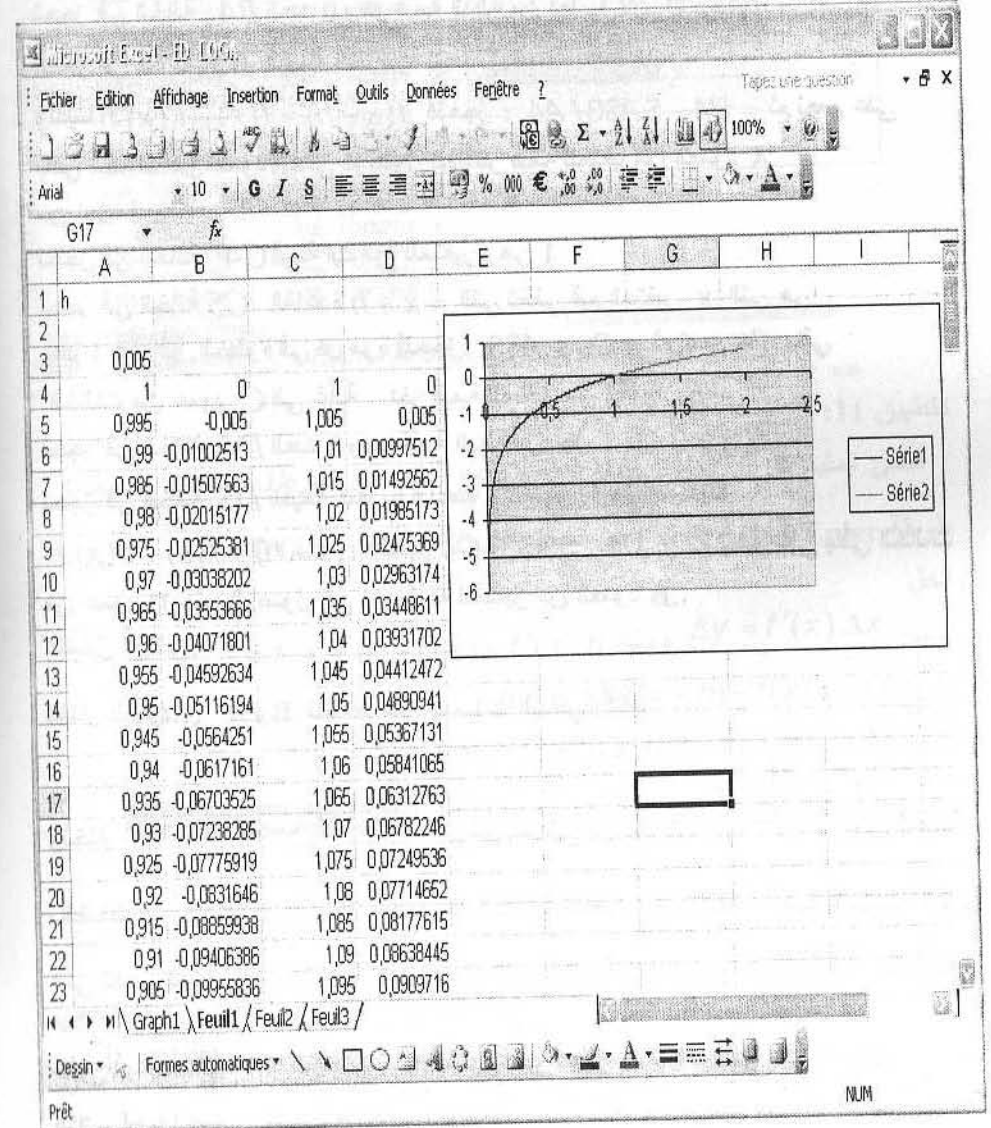 Microsoft Excel - ED LOGA
Fichier Edition Affichage Insertion Format Outils Données Fenêtre ? Tapez une question
Σ 100%
Arial 10 G I S % 000 €
G17 fx
A B C D E F G H I
1 h
2
3 0,005
4 1 0 1 0
5 0,995 -0,005 1,005 0,005
6 0,99 -0,01002513 1,01 0,00997512
7 0,985 -0,01507563 1,015 0,01492562
8 0,98 -0,02015177 1,02 0,01985173
9 0,975 -0,02525381 1,025 0,02475369
10 0,97 -0,03038202 1,03 0,02963174
11 0,965 -0,03553666 1,035 0,03448611
12 0,96 -0,04071801 1,04 0,03931702
13 0,955 -0,04592634 1,045 0,04412472
14 0,95 -0,05116194 1,05 0,04890941
15 0,945 -0,0564251 1,055 0,05367131
16 0,94 -0,0617161 1,06 0,05841065
17 0,935 -0,06703525 1,065 0,06312763
18 0,93 -0,07238285 1,07 0,06782246
19 0,925 -0,07775919 1,075 0,07249536
20 0,92 -0,0831646 1,08 0,07714652
21 0,915 -0,08859938 1,085 0,08177615
22 0,91 -0,09406386 1,09 0,08638445
23 0,905 -0,09955836 1,095 0,0909716
1
0
-1 0 0,5 1 1,5 2 2,5
-2
-3
-4
-5
-6
Série1
Série2
Graph1 Feuil1 Feuil2 Feuil3
Dessin Formes automatiques
Prêt NUM